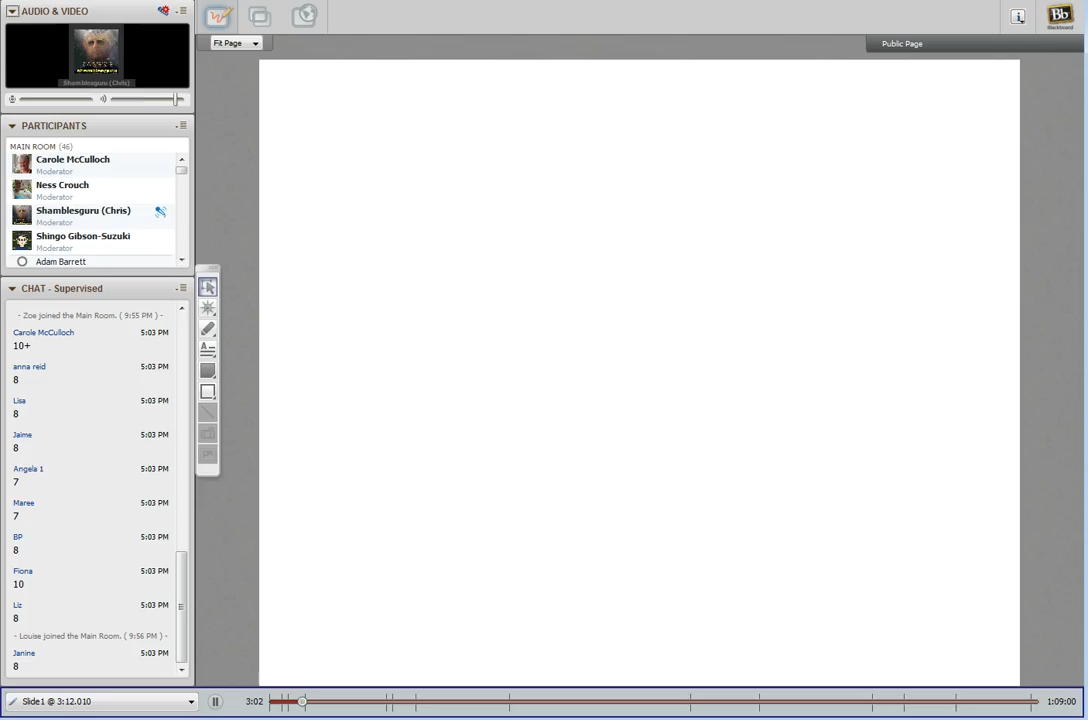 AUDIO & VIDEO
Shamblesguru (Chris)
PARTICIPANTS
MAIN ROOM (46)
Carole McCulloch
Moderator
Ness Crouch
Moderator
Shamblesguru (Chris)
Moderator
Shingo Gibson-Suzuki
Moderator
Adam Barrett
CHAT - Supervised
- Zoe joined the Main Room. ( 9:55 PM ) -
Carole McCulloch 5:03 PM
10+
anna reid 5:03 PM
8
Lisa 5:03 PM
8
Jaime 5:03 PM
8
Angela 1 5:03 PM
7
Maree 5:03 PM
7
BP 5:03 PM
8
Fiona 5:03 PM
10
Liz 5:03 PM
8
- Louise joined the Main Room. ( 9:56 PM ) -
Janine 5:03 PM
8
Fit Page
Public Page
Bb
Blackboard
Slide1 @ 3:12.010
3:02
1:09:00